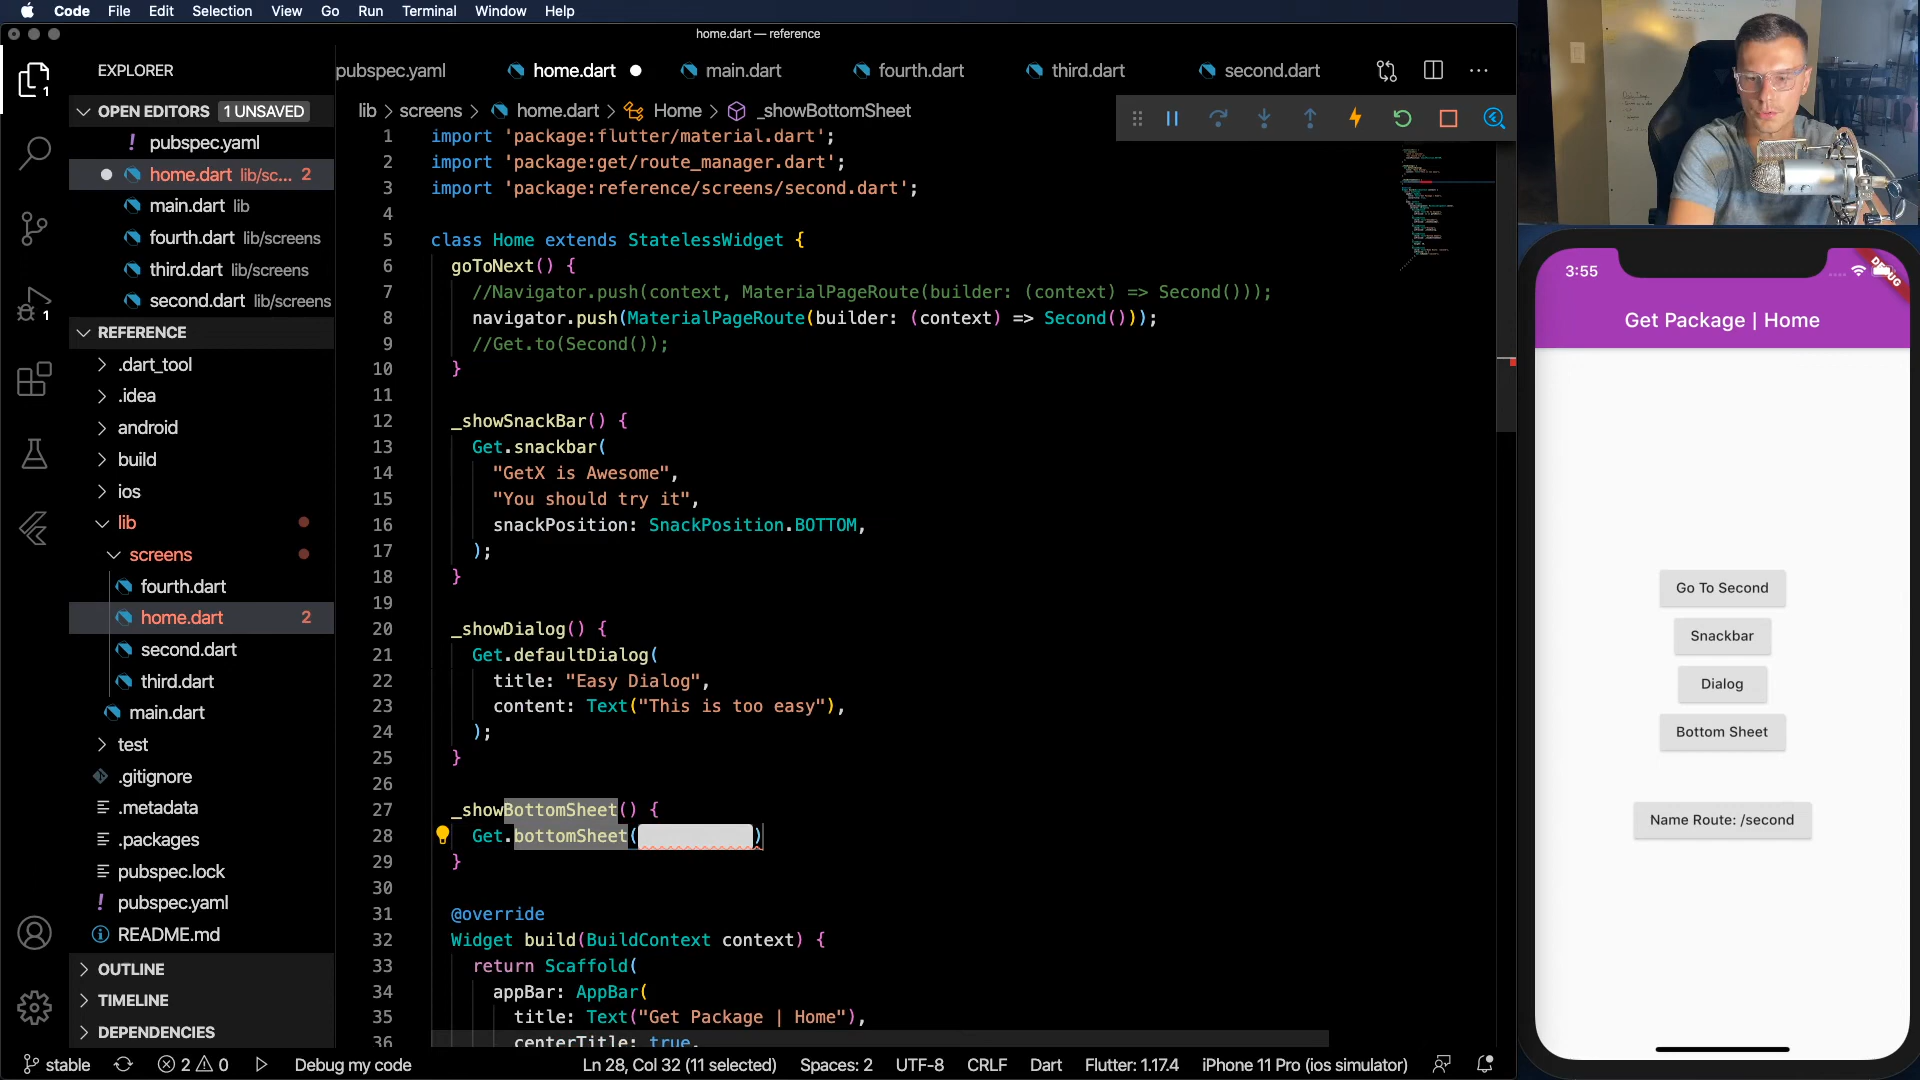 Code File Edit Selection View Go Run Terminal Window Help
home.dart — reference
EXPLORER
pubspec.yaml home.dart main.dart fourth.dart third.dart second.dart
OPEN EDITORS 1 UNSAVED
lib > screens > home.dart > Home > _showBottomSheet
! pubspec.yaml
home.dart lib/sc... 2
main.dart lib
fourth.dart lib/screens
third.dart lib/screens
second.dart lib/screens
REFERENCE
.dart_tool
.idea
android
build
ios
lib
screens
fourth.dart
home.dart 2
second.dart
third.dart
main.dart
test
.gitignore
.metadata
.packages
pubspec.lock
! pubspec.yaml
README.md
OUTLINE
TIMELINE
DEPENDENCIES
1 import 'package:flutter/material.dart';
2 import 'package:get/route_manager.dart';
3 import 'package:reference/screens/second.dart';
4
5 class Home extends StatelessWidget {
6 goToNext() {
7 //Navigator.push(context, MaterialPageRoute(builder: (context) => Second()));
8 navigator.push(MaterialPageRoute(builder: (context) => Second()));
9 //Get.to(Second());
10 }
11
12 _showSnackBar() {
13 Get.snackbar(
14 "GetX is Awesome",
15 "You should try it",
16 snackPosition: SnackPosition.BOTTOM,
17 );
18 }
19
20 _showDialog() {
21 Get.defaultDialog(
22 title: "Easy Dialog",
23 content: Text("This is too easy"),
24 );
25 }
26
27 _showBottomSheet() {
28 Get.bottomSheet( )
29 }
30
31 @override
32 Widget build(BuildContext context) {
33 return Scaffold(
34 appBar: AppBar(
35 title: Text("Get Package | Home"),
36 centerTitle: true,
1
1
stable 2 0 Debug my code Ln 28, Col 32 (11 selected) Spaces: 2 UTF-8 CRLF Dart Flutter: 1.17.4 iPhone 11 Pro (ios simulator)
3:55
DEBUG
Get Package | Home
Go To Second
Snackbar
Dialog
Bottom Sheet
Name Route: /second